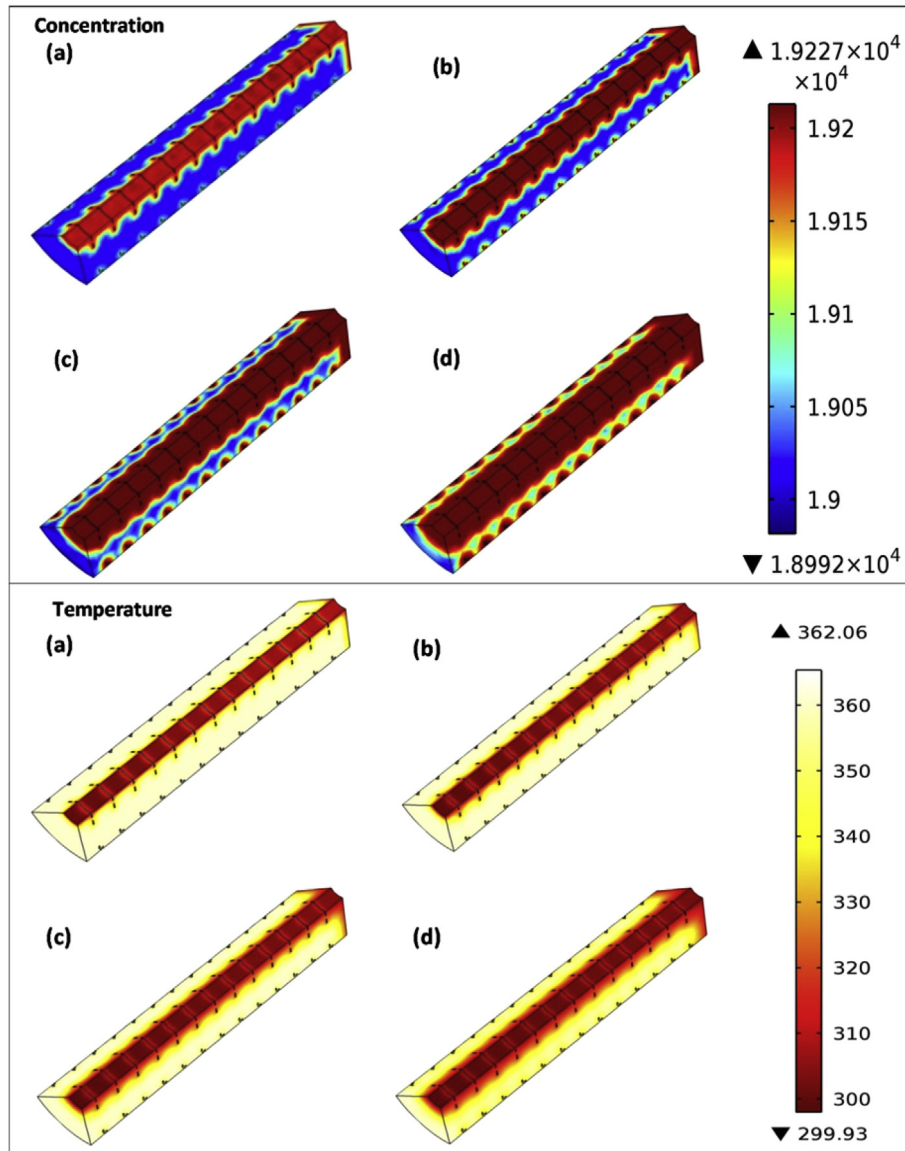 Concentration
(a)
(b)
▲ 1.9227×10⁴
×10⁴
1.92
1.915
1.91
1.905
1.9
▼ 1.8992×10⁴
(c)
(d)
Temperature
(a)
(b)
▲ 362.06
360
350
340
330
320
310
300
▼ 299.93
(c)
(d)